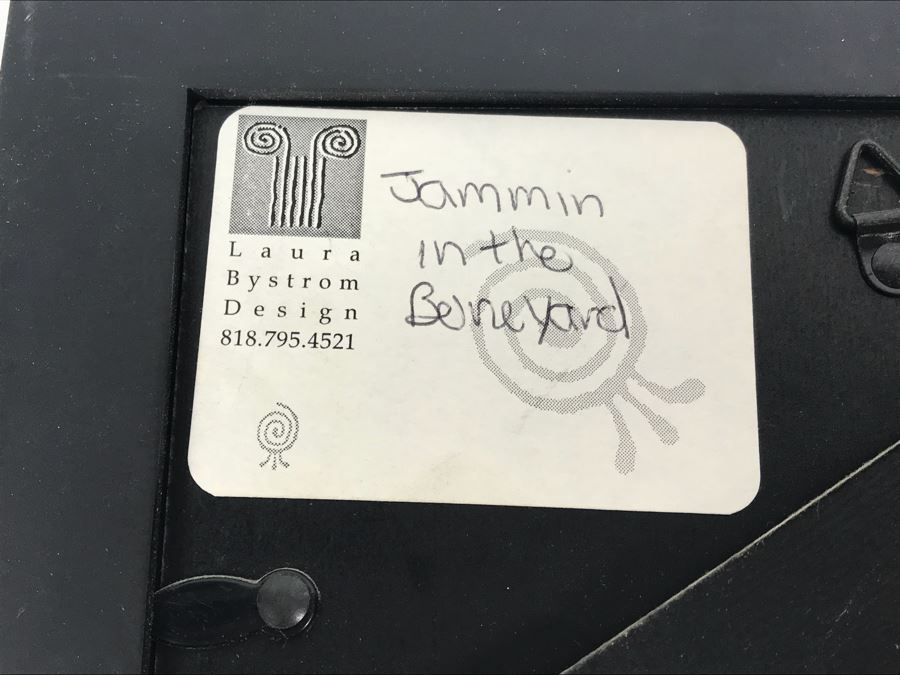 Laura
Bystrom
Design
818.795.4521
Jammin
in the
Boneyard